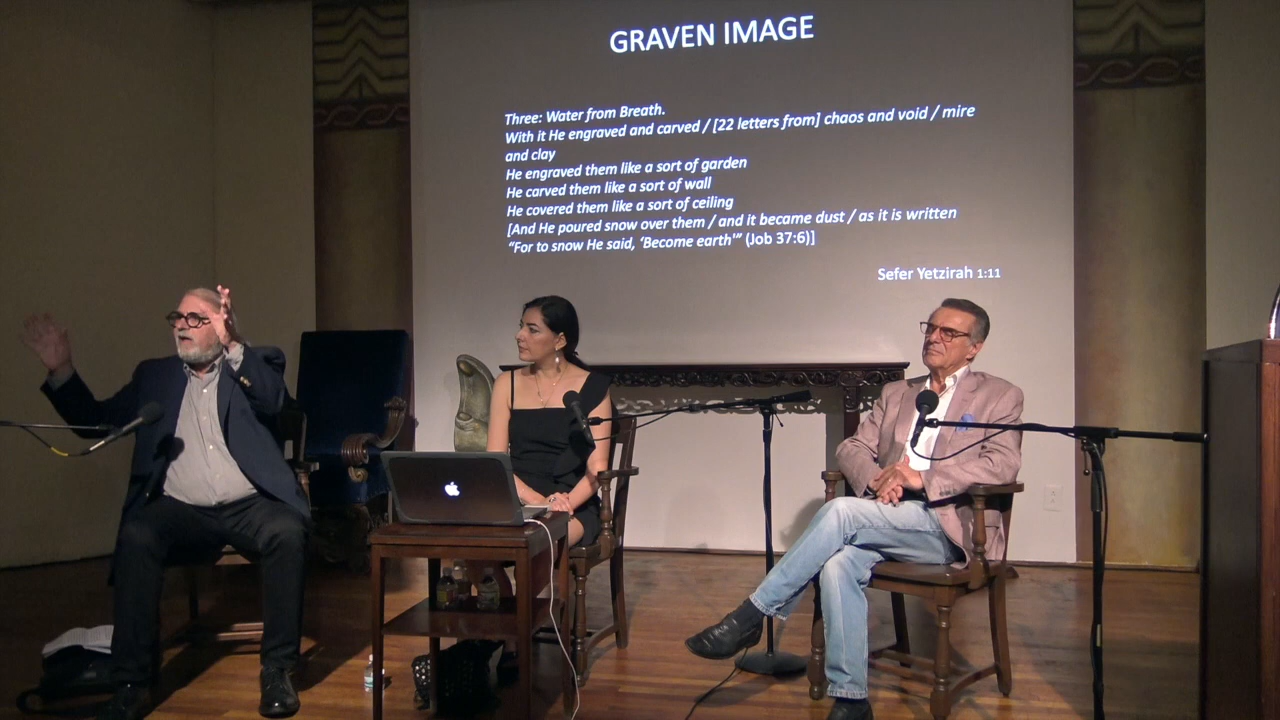 GRAVEN IMAGE
Three: Water from Breath.
With it He engraved and carved / [22 letters from] chaos and void / mire
and clay
He engraved them like a sort of garden
He carved them like a sort of wall
He covered them like a sort of ceiling
[And He poured snow over them / and it became dust / as it is written
“For to snow He said, ‘Become earth'” (Job 37:6)]
Sefer Yetzirah 1:11